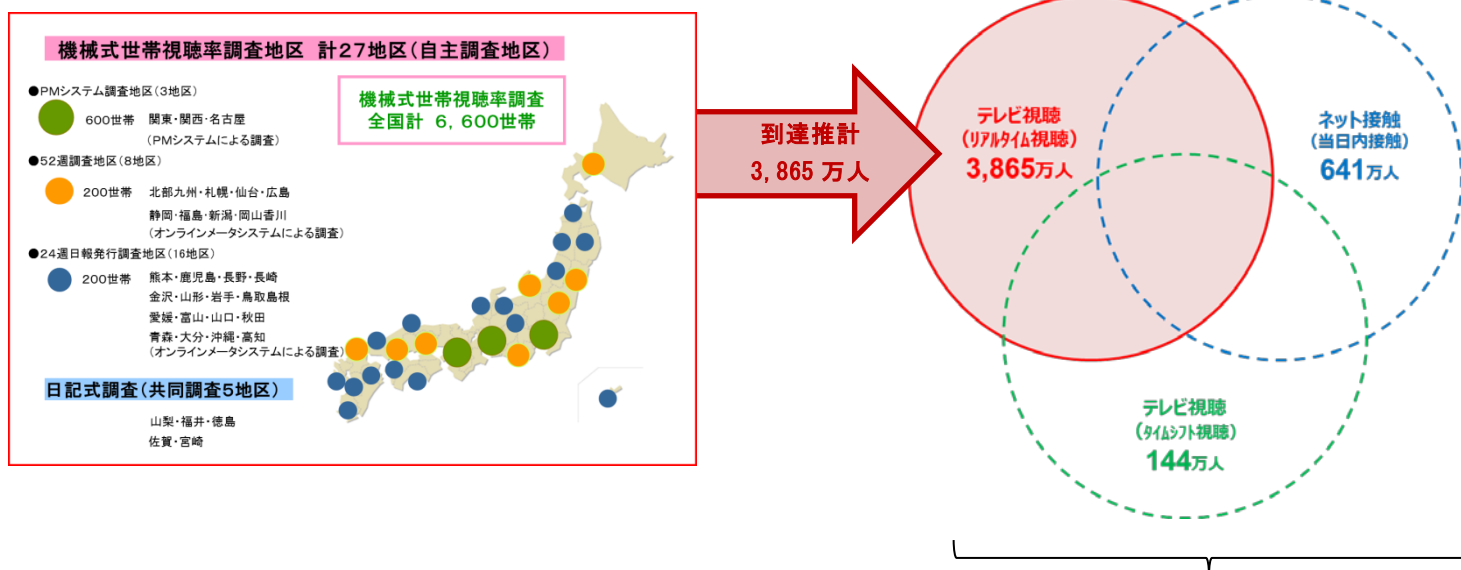 機械式世帯視聴率調査地区 計27地区(自主調査地区)
●PMシステム調査地区(3地区)
600世帯 関東・関西・名古屋
(PMシステムによる調査)
●52週調査地区(8地区)
200世帯 北部九州・札幌・仙台・広島
静岡・福島・新潟・岡山香川
(オンラインメータシステムによる調査)
●24週日報発行調査地区(16地区)
200世帯 熊本・鹿児島・長野・長崎
金沢・山形・岩手・鳥取島根
愛媛・富山・山口・秋田
青森・大分・沖縄・高知
(オンラインメータシステムによる調査)
日記式調査(共同調査5地区)
山梨・福井・徳島
佐賀・宮崎
機械式世帯視聴率調査
全国計 6,600世帯
到達推計
3,865 万人
テレビ視聴
(リアルタイム視聴)
3,865万人
ネット接触
(当日内接触)
641万人
テレビ視聴
(タイムシフト視聴)
144万人